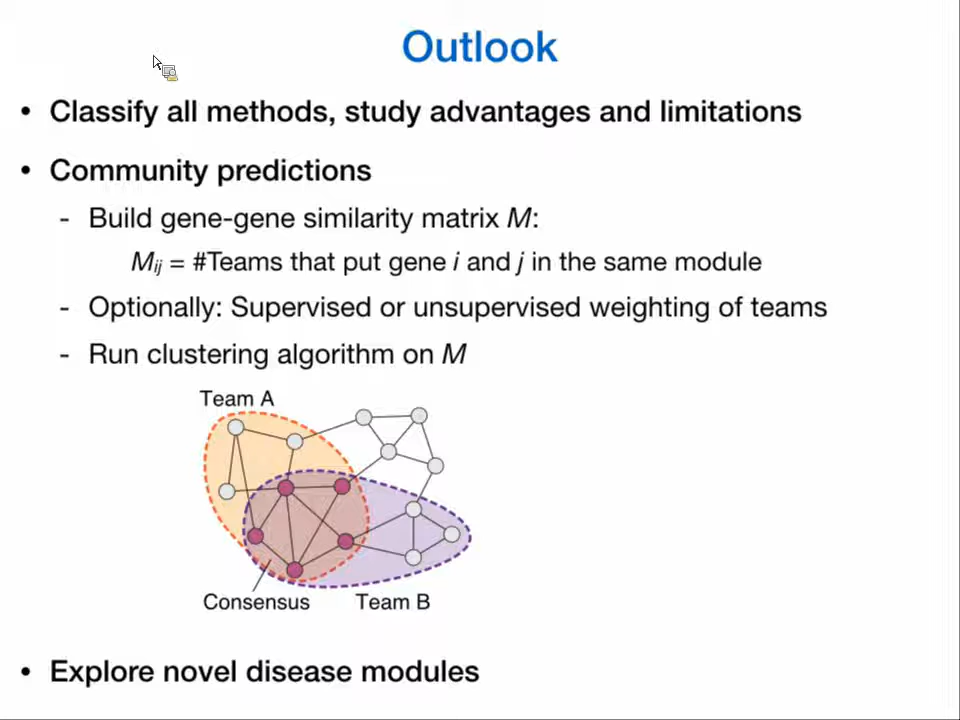 Outlook
• Classify all methods, study advantages and limitations
• Community predictions
- Build gene-gene similarity matrix M:
Mij = #Teams that put gene i and j in the same module
- Optionally: Supervised or unsupervised weighting of teams
- Run clustering algorithm on M
Team A
Consensus
Team B
• Explore novel disease modules